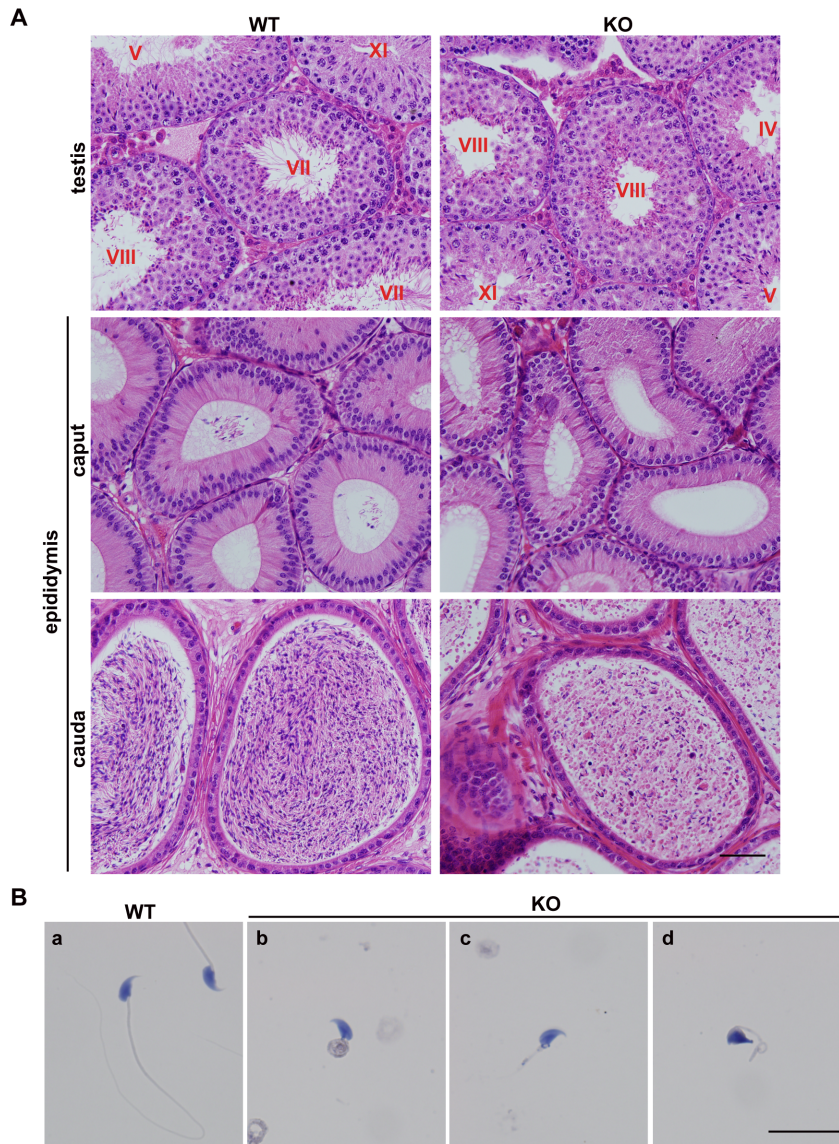 A
WT
KO
testis
V
XI
VII
VIII
VII
VIII
IV
VIII
XI
V
epididymis
caput
cauda
B
WT
KO
a
b
c
d